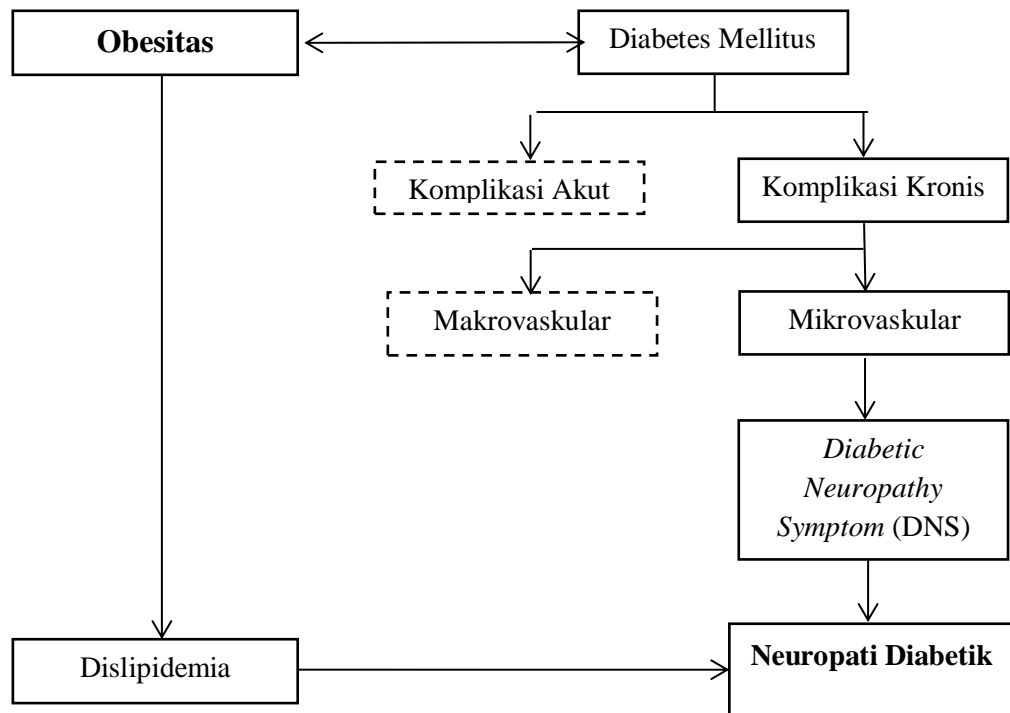 Obesitas
Diabetes Mellitus
Komplikasi Akut
Komplikasi Kronis
Makrovaskular
Mikrovaskular
Diabetic
Neuropathy
Symptom (DNS)
Dislipidemia
Neuropati Diabetik